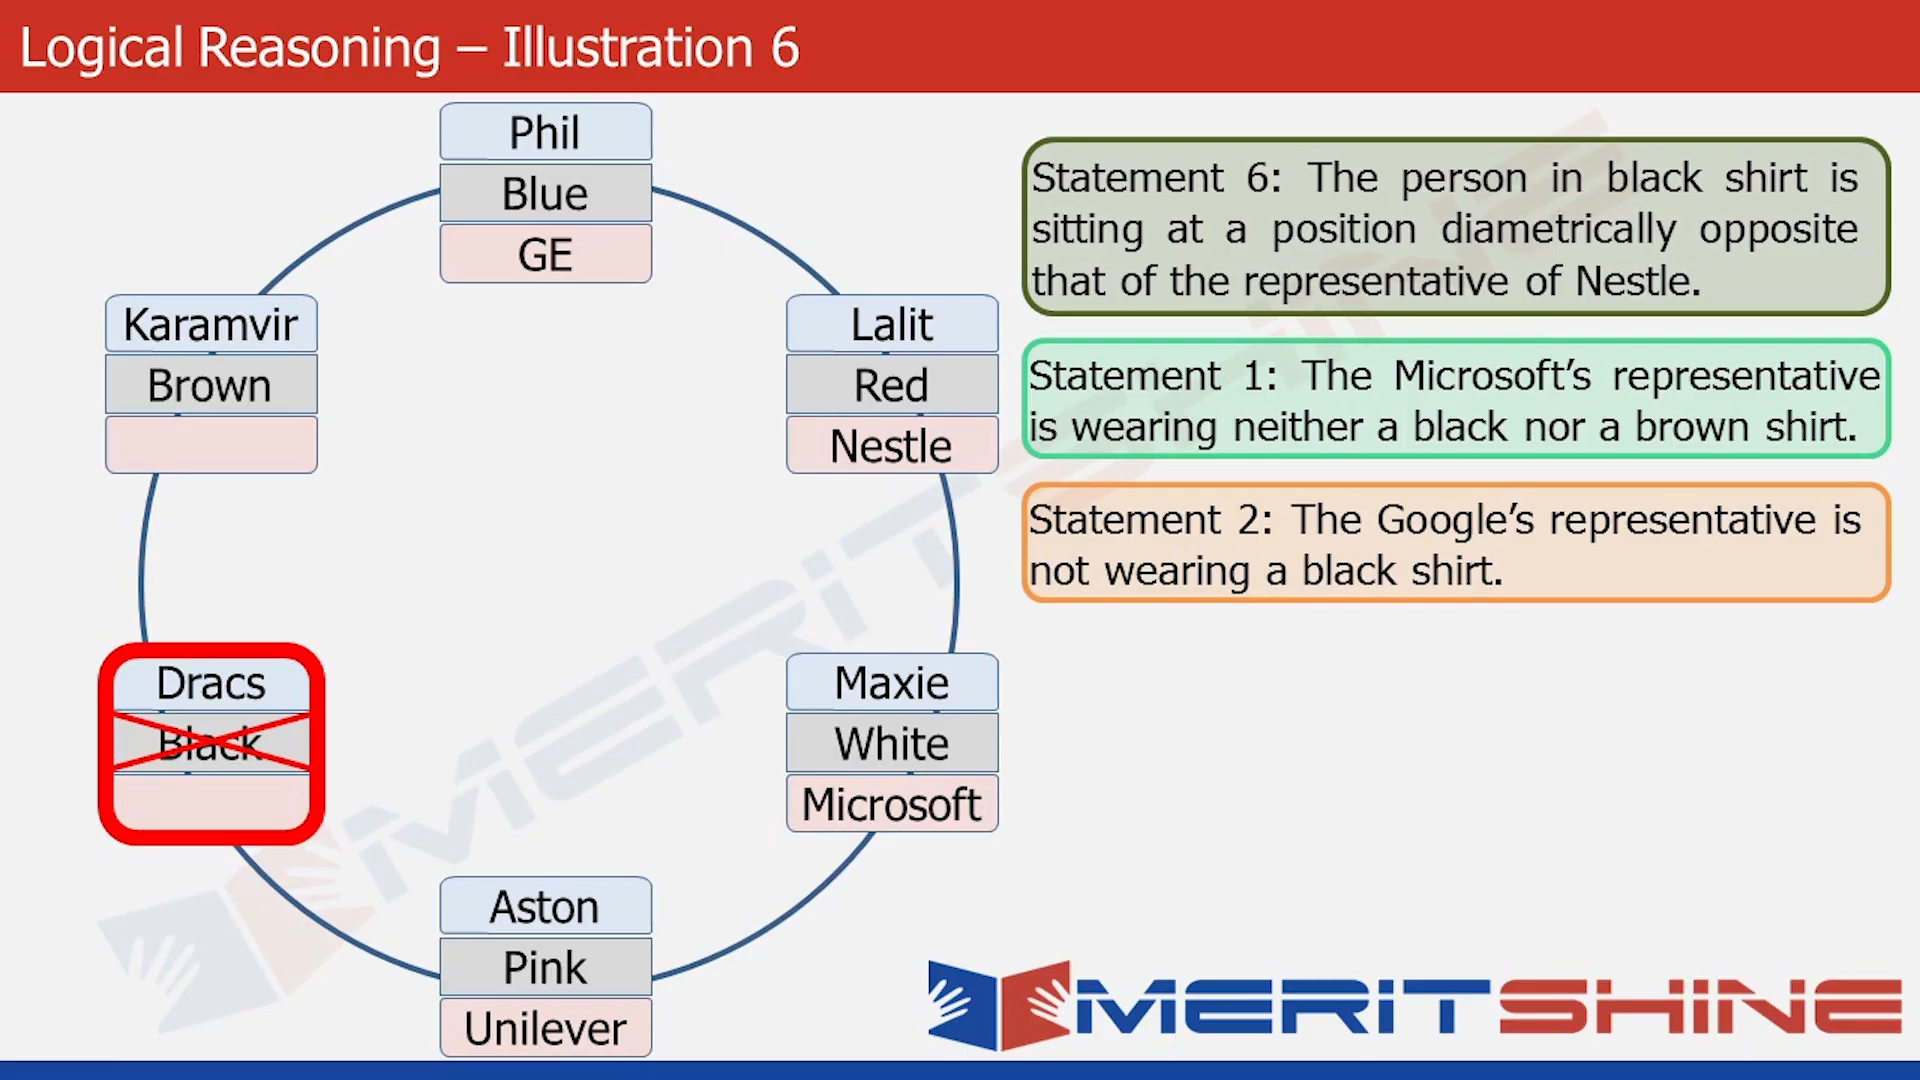 Logical Reasoning – Illustration 6
Phil
Blue
GE
Karamvir
Brown
Lalit
Red
Nestle
Dracs
Black
Maxie
White
Microsoft
Aston
Pink
Unilever
Statement 6: The person in black shirt is
sitting at a position diametrically opposite
that of the representative of Nestle.
Statement 1: The Microsoft’s representative
is wearing neither a black nor a brown shirt.
Statement 2: The Google’s representative is
not wearing a black shirt.
MERiTSHiNE
MERiTSHiNE